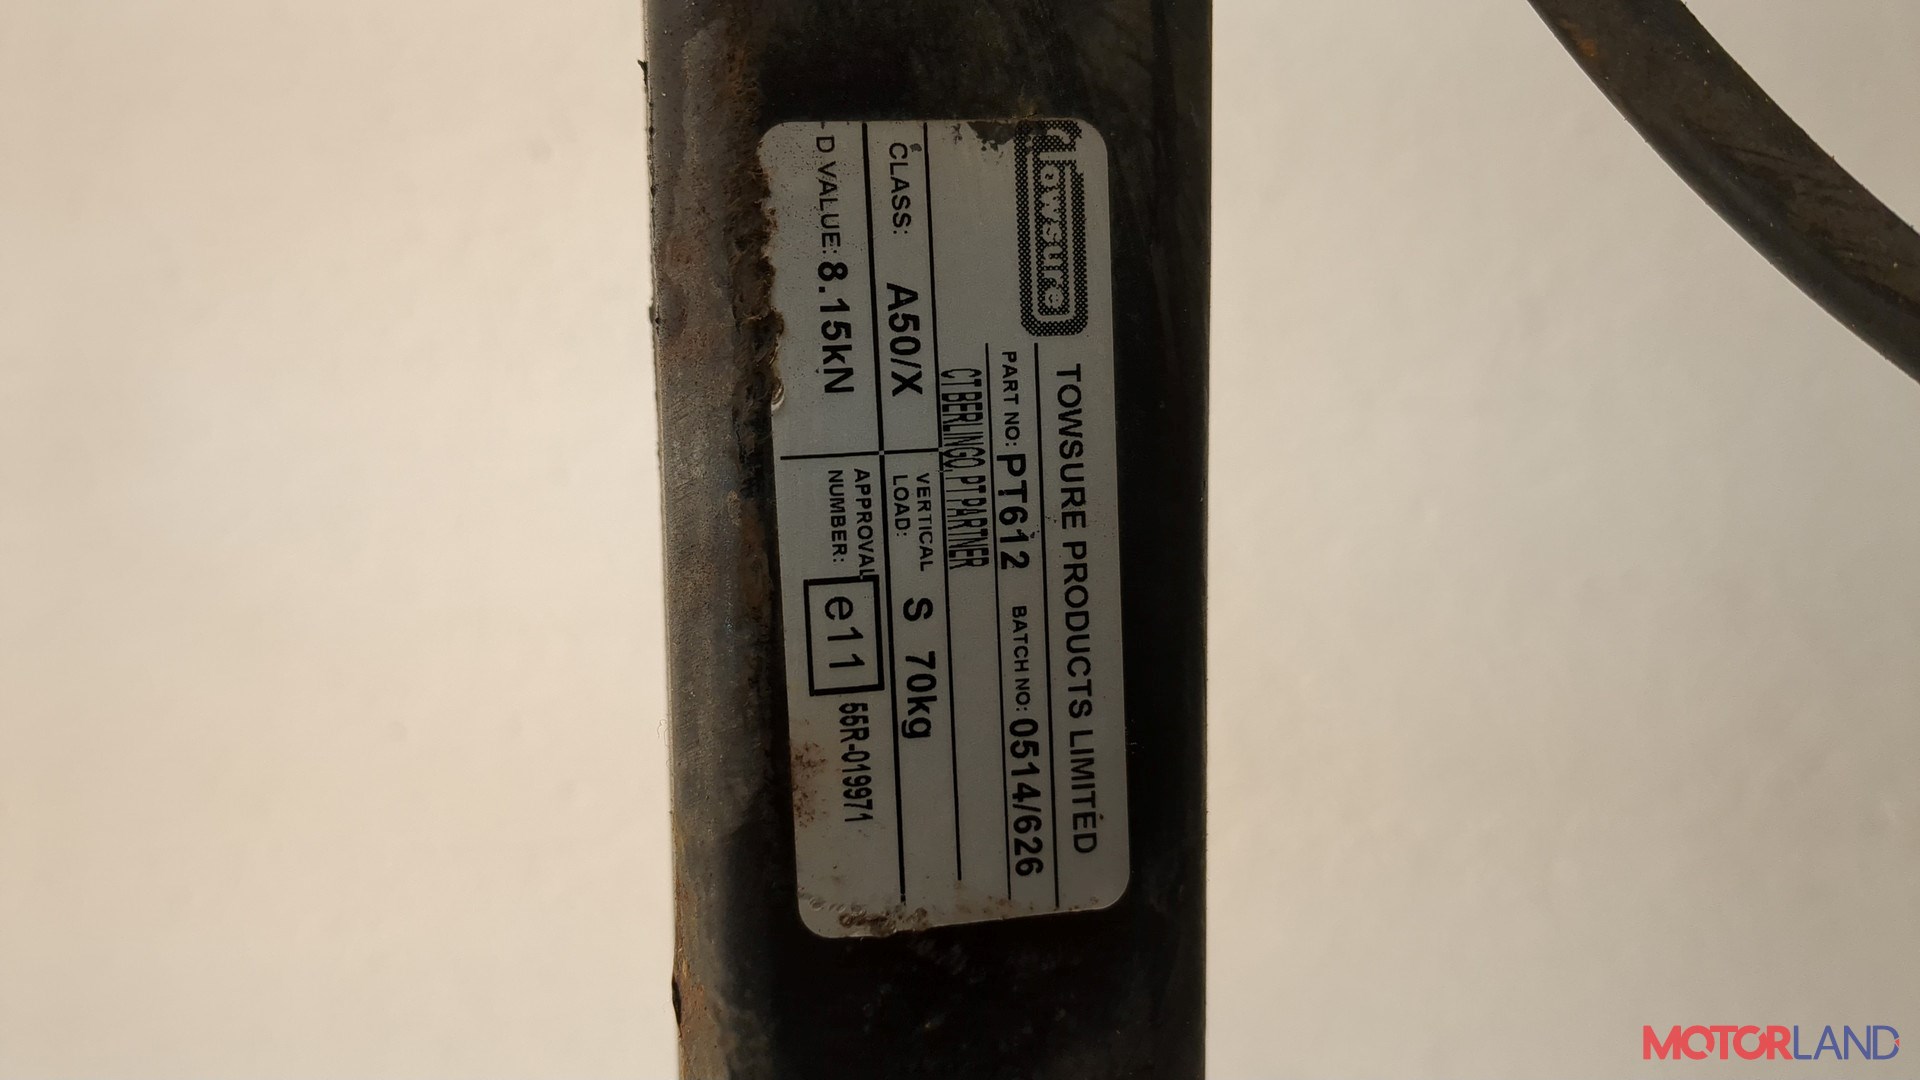 Towsure
TOWSURE PRODUCTS LIMITED
PART NO: PT612 BATCH NO: 0514/626
CT BERLINGO, PT PARTNER
CLASS: A50/X
VERTICAL LOAD: S 70kg
D VALUE: 8.15kN
APPROVAL NUMBER: e11 55R-019971
MOTORLAND